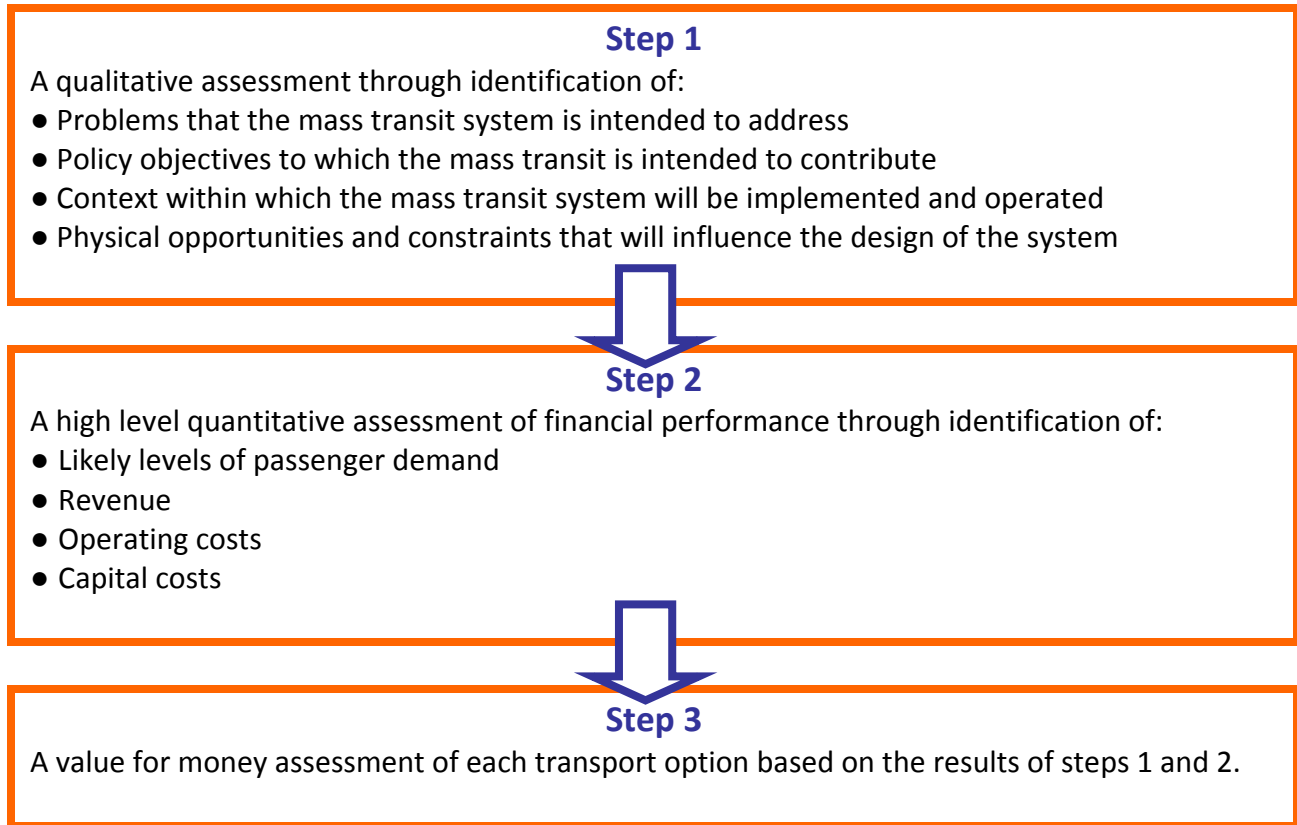 Step 1
A qualitative assessment through identification of:
● Problems that the mass transit system is intended to address
● Policy objectives to which the mass transit is intended to contribute
● Context within which the mass transit system will be implemented and operated
● Physical opportunities and constraints that will influence the design of the system
Step 2
A high level quantitative assessment of financial performance through identification of:
● Likely levels of passenger demand
● Revenue
● Operating costs
● Capital costs
Step 3
A value for money assessment of each transport option based on the results of steps 1 and 2.